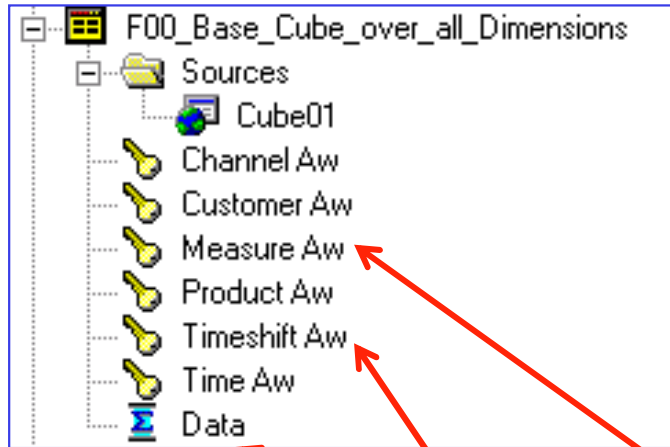 F00_Base_Cube_over_all_Dimensions
Sources
Cube01
Channel Aw
Customer Aw
Measure Aw
Product Aw
Timeshift Aw
Time Aw
Data